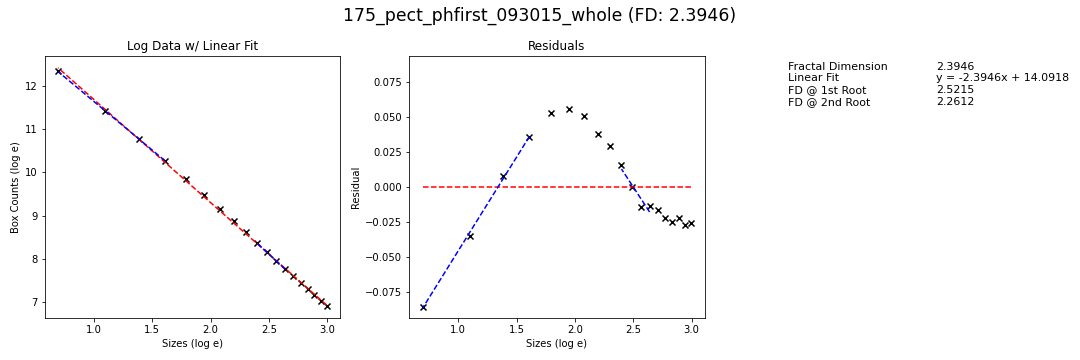 175_pect_phfirst_093015_whole (FD: 2.3946)
Log Data w/ Linear Fit
Box Counts (log e)
12
11
10
9
8
7
1.0 1.5 2.0 2.5 3.0
Sizes (log e)
Residuals
Residual
0.075
0.050
0.025
0.000
−0.025
−0.050
−0.075
1.0 1.5 2.0 2.5 3.0
Sizes (log e)
Fractal Dimension 2.3946
Linear Fit y = -2.3946x + 14.0918
FD @ 1st Root 2.5215
FD @ 2nd Root 2.2612